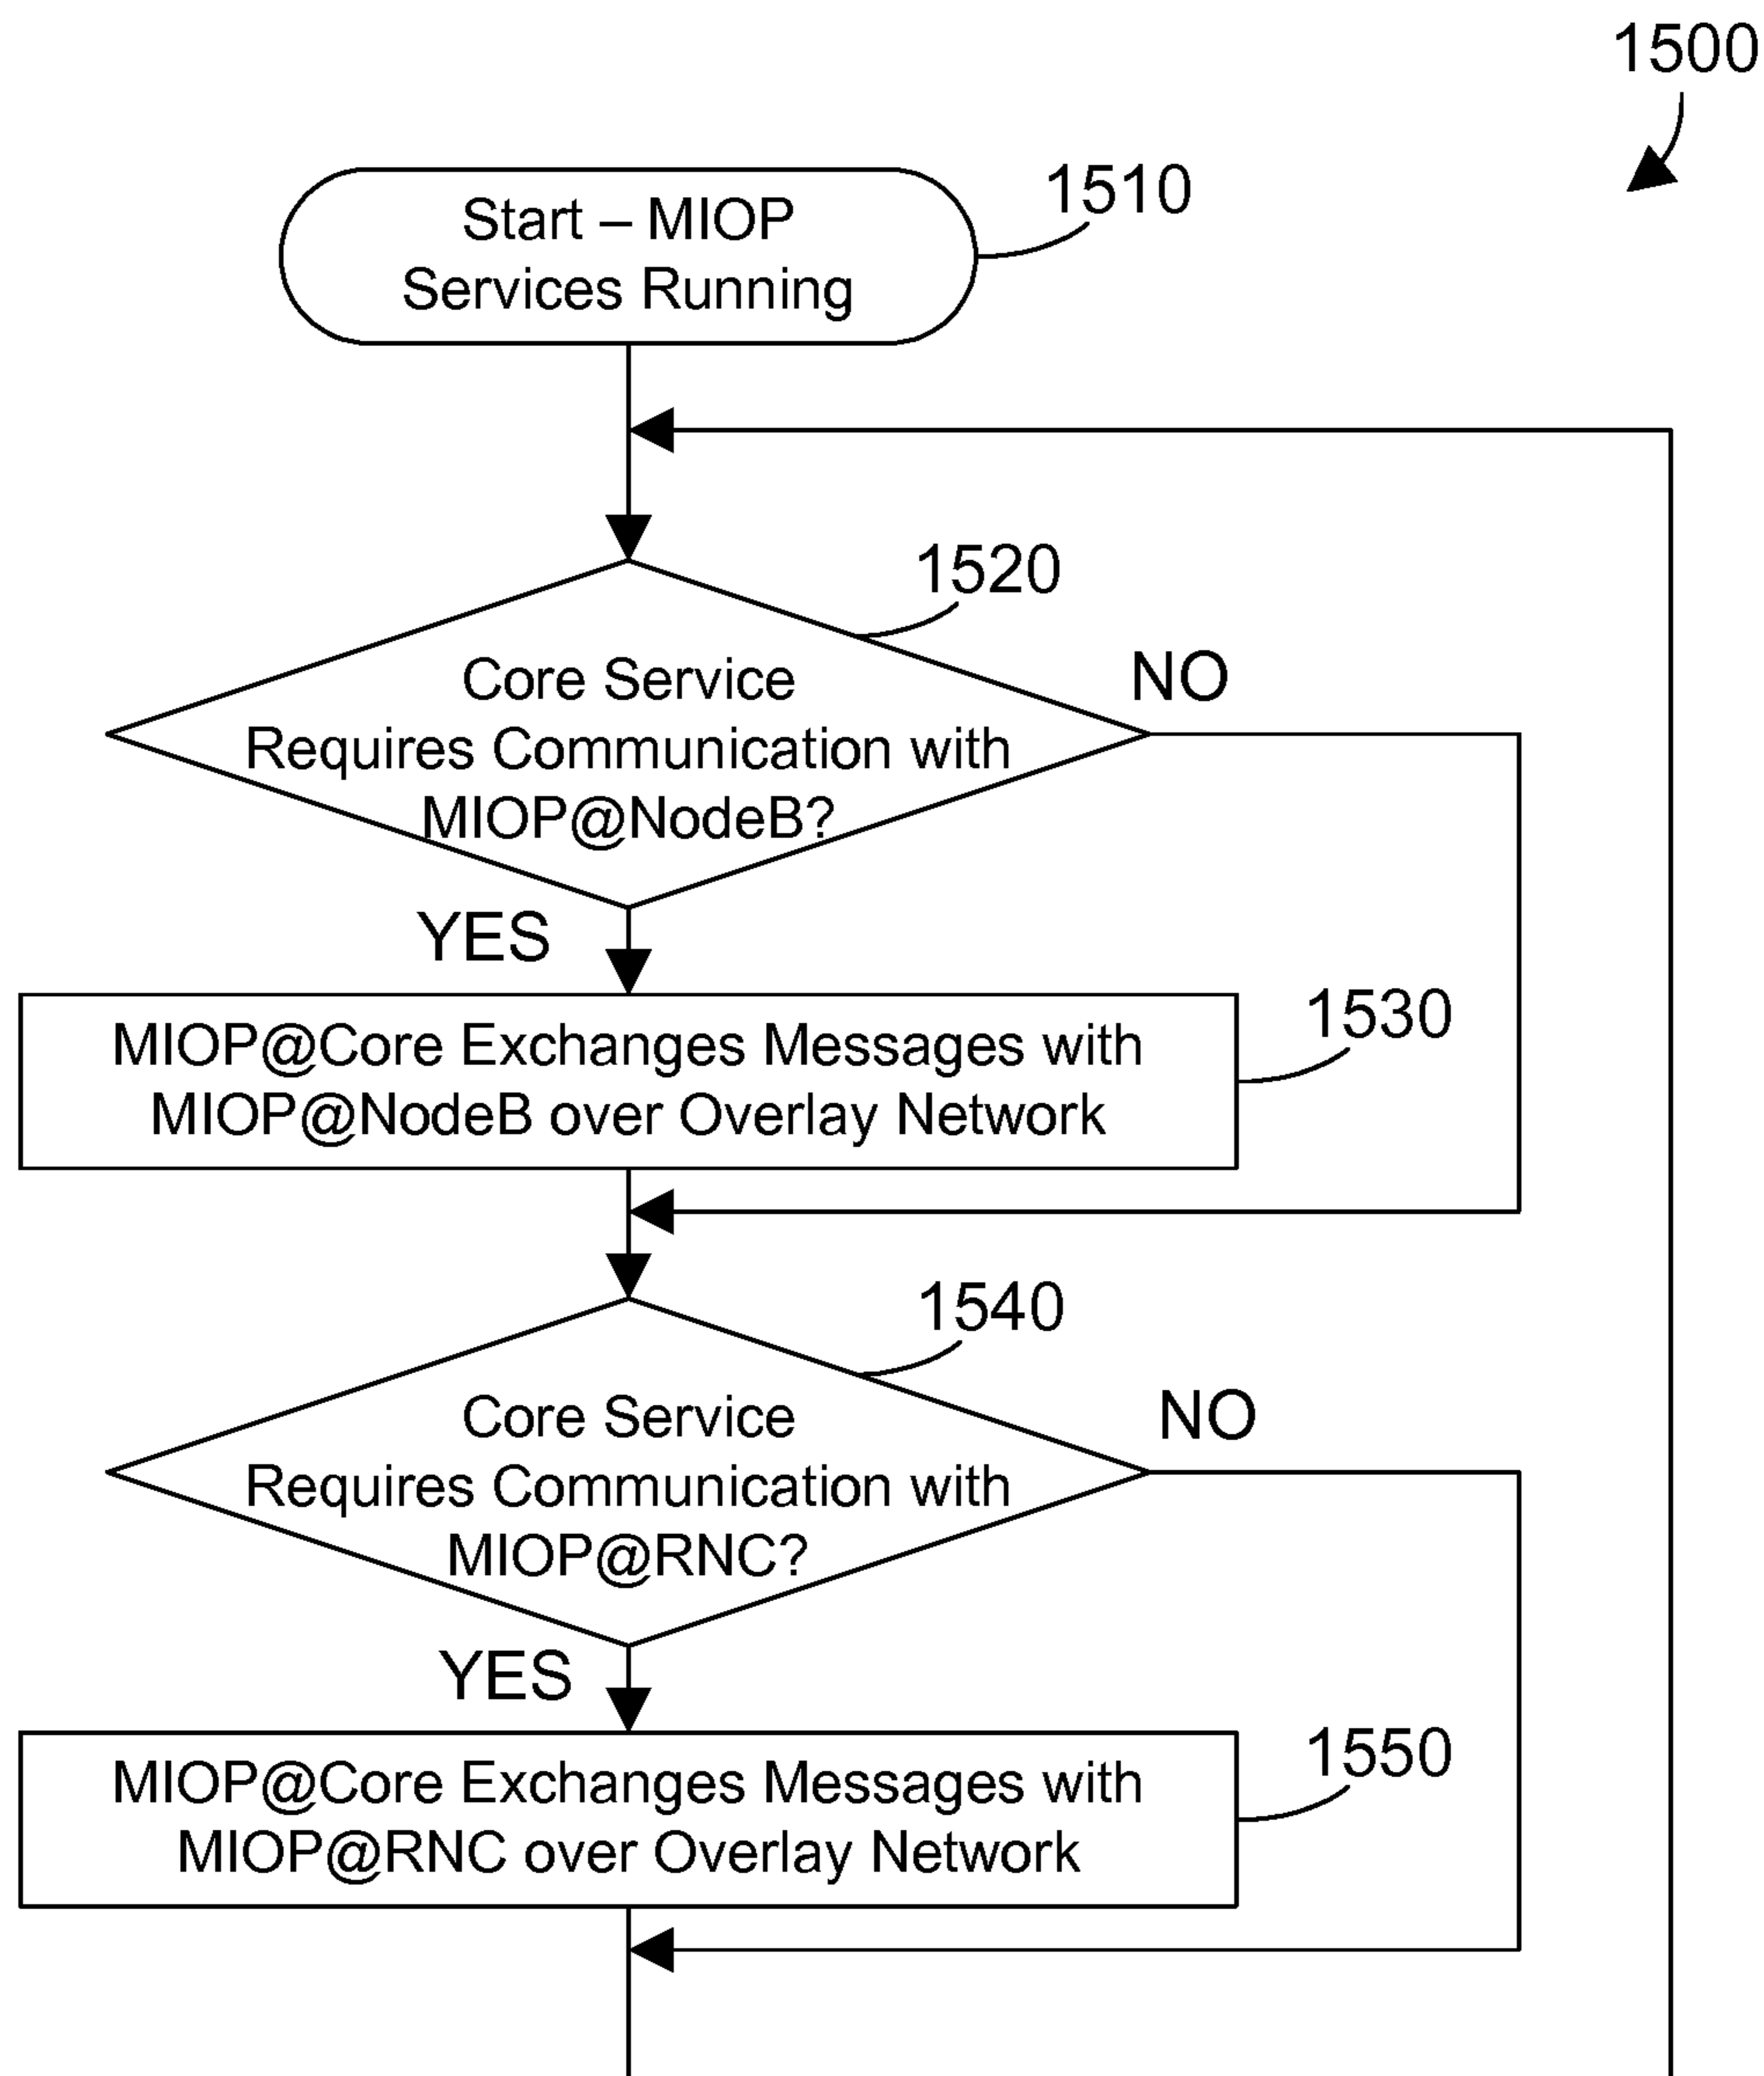 1500
Start – MIOP
Services Running
1510
1520
Core Service
Requires Communication with
MIOP@NodeB?
NO
YES
1530
MIOP@Core Exchanges Messages with
MIOP@NodeB over Overlay Network
1540
Core Service
Requires Communication with
MIOP@RNC?
NO
YES
1550
MIOP@Core Exchanges Messages with
MIOP@RNC over Overlay Network